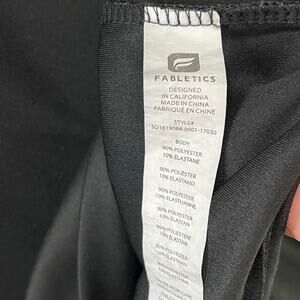 FABLETICS
DESIGNED
IN CALIFORNIA
MADE IN CHINA
FABRIQUÉ EN CHINE
STYLE#
SD1619088-0001-17030
BODY:
90% POLYESTER
10% ELASTANE
90% POLIÉSTER
10% ELASTANO
90% POLYESTER
10% ELASTHANNE
90% POLYESTER
10% ELASTAN